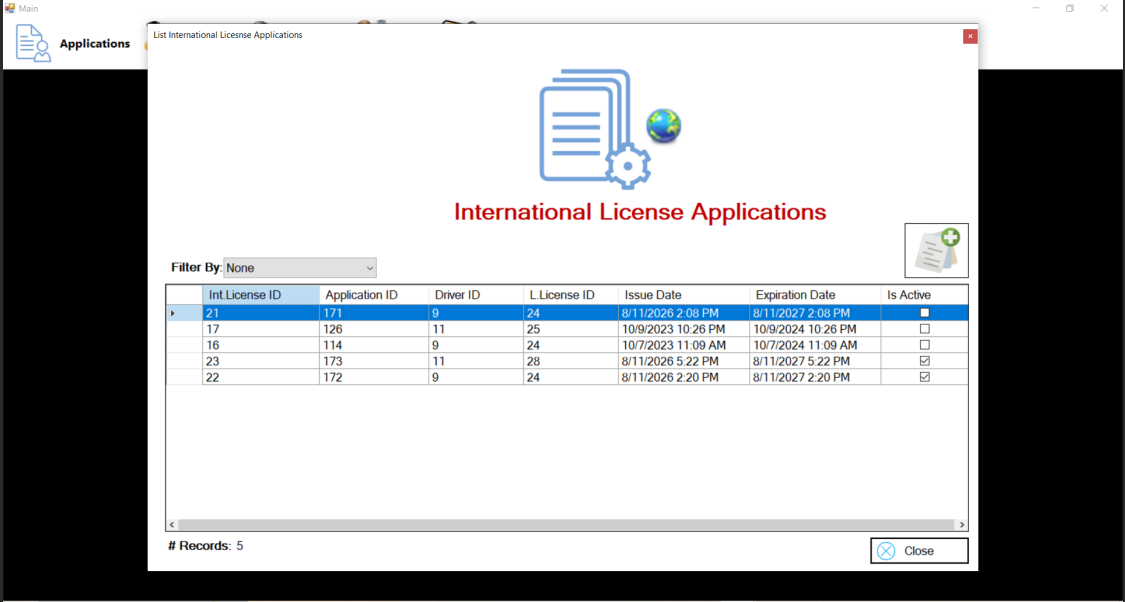 Main
Applications
List International Licesnse Applications
International License Applications
Filter By: None
Int.License ID Application ID Driver ID L.License ID Issue Date Expiration Date Is Active
21 171 9 24 8/11/2026 2:08 PM 8/11/2027 2:08 PM
17 126 11 25 10/9/2023 10:26 PM 10/9/2024 10:26 PM
16 114 9 24 10/7/2023 11:09 AM 10/7/2024 11:09 AM
23 173 11 28 8/11/2026 5:22 PM 8/11/2027 5:22 PM
22 172 9 24 8/11/2026 2:20 PM 8/11/2027 2:20 PM
# Records: 5
Close